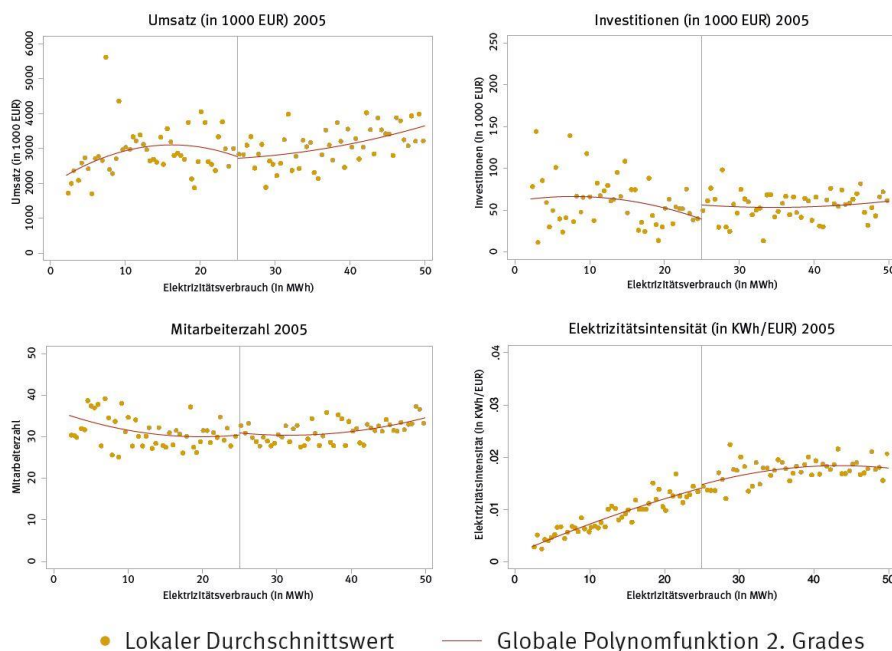 Umsatz (in 1000 EUR) 2005
Umsatz (in 1000 EUR)
6000
5000
4000
3000
2000
1000
0
0 10 20 30 40 50
Elektrizitätsverbrauch (in MWh)
Investitionen (in 1000 EUR) 2005
Investitionen (in 1000 EUR)
250
200
150
100
50
0
0 10 20 30 40 50
Elektrizitätsverbrauch (in MWh)
Mitarbeiterzahl 2005
Mitarbeiterzahl
50
40
30
20
10
0
0 10 20 30 40 50
Elektrizitätsverbrauch (in MWh)
Elektrizitätsintensität (in KWh/EUR) 2005
Elektrizitätsintensität (in KWh/EUR)
.04
.03
.02
.01
0
0 10 20 30 40 50
Elektrizitätsverbrauch (in MWh)
Lokaler Durchschnittswert
Globale Polynomfunktion 2. Grades